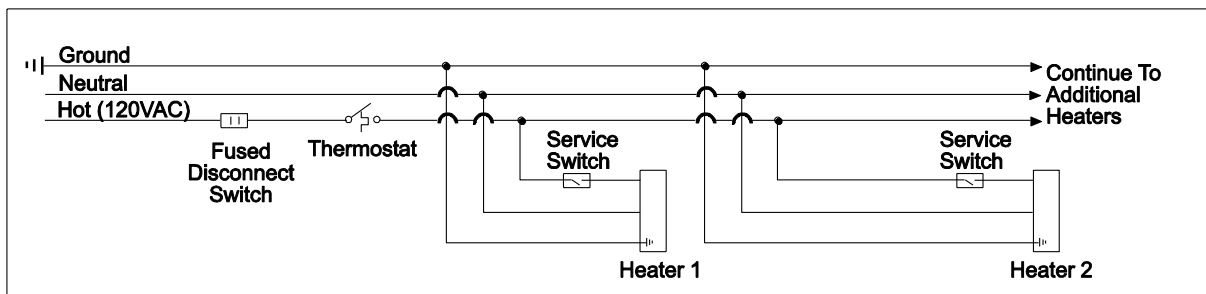 Ground
Neutral
Hot (120VAC)
Fused
Disconnect
Switch
Thermostat
Service
Switch
Heater 1
Service
Switch
Heater 2
Continue To
Additional
Heaters